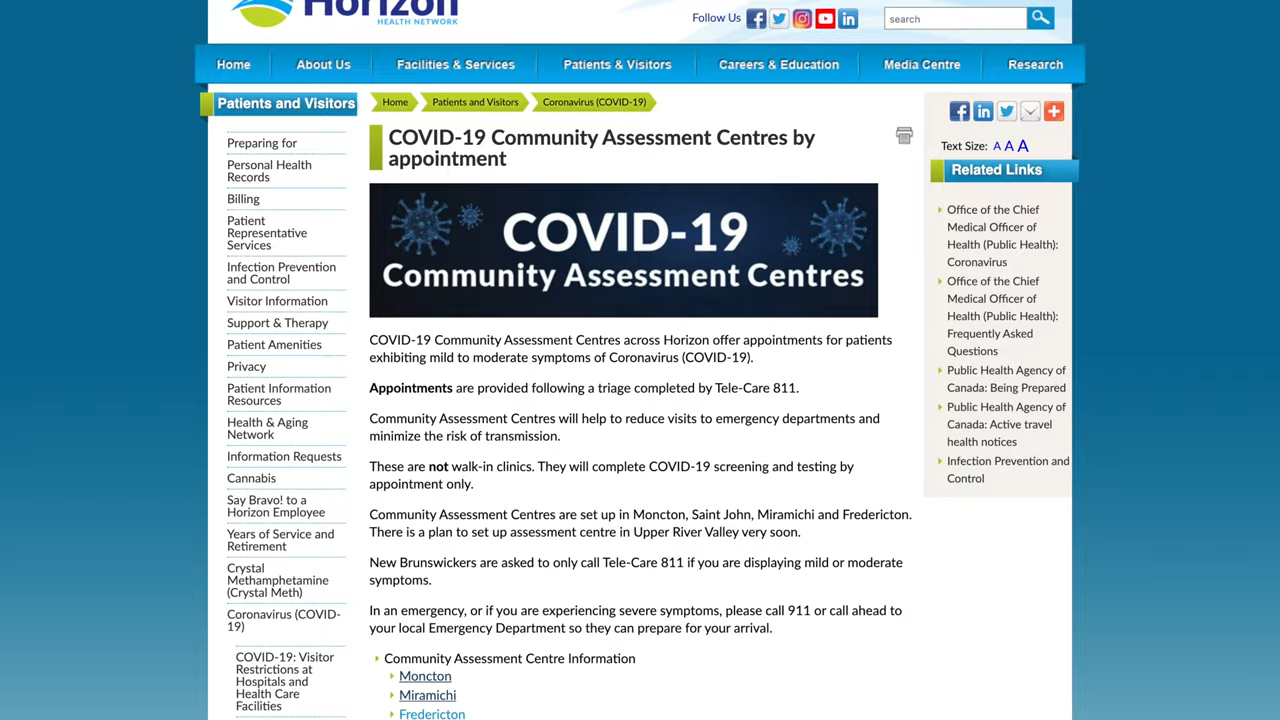 Horizon
HEALTH NETWORK
Follow Us
search
Home
About Us
Facilities & Services
Patients & Visitors
Careers & Education
Media Centre
Research
Patients and Visitors
Preparing for
Personal Health
Records
Billing
Patient
Representative
Services
Infection Prevention
and Control
Visitor Information
Support & Therapy
Patient Amenities
Privacy
Patient Information
Resources
Health & Aging
Network
Information Requests
Cannabis
Say Bravo! to a
Horizon Employee
Years of Service and
Retirement
Crystal
Methamphetamine
(Crystal Meth)
Coronavirus (COVID-
19)
COVID-19: Visitor
Restrictions at
Hospitals and
Health Care
Facilities
Home
Patients and Visitors
Coronavirus (COVID-19)
COVID-19 Community Assessment Centres by
appointment
COVID-19
Community Assessment Centres
COVID-19 Community Assessment Centres across Horizon offer appointments for patients
exhibiting mild to moderate symptoms of Coronavirus (COVID-19).
Appointments are provided following a triage completed by Tele-Care 811.
Community Assessment Centres will help to reduce visits to emergency departments and
minimize the risk of transmission.
These are not walk-in clinics. They will complete COVID-19 screening and testing by
appointment only.
Community Assessment Centres are set up in Moncton, Saint John, Miramichi and Fredericton.
There is a plan to set up assessment centre in Upper River Valley very soon.
New Brunswickers are asked to only call Tele-Care 811 if you are displaying mild or moderate
symptoms.
In an emergency, or if you are experiencing severe symptoms, please call 911 or call ahead to
your local Emergency Department so they can prepare for your arrival.
Community Assessment Centre Information
Moncton
Miramichi
Fredericton
Text Size: A A A
Related Links
Office of the Chief
Medical Officer of
Health (Public Health):
Coronavirus
Office of the Chief
Medical Officer of
Health (Public Health):
Frequently Asked
Questions
Public Health Agency of
Canada: Being Prepared
Public Health Agency of
Canada: Active travel
health notices
Infection Prevention and
Control